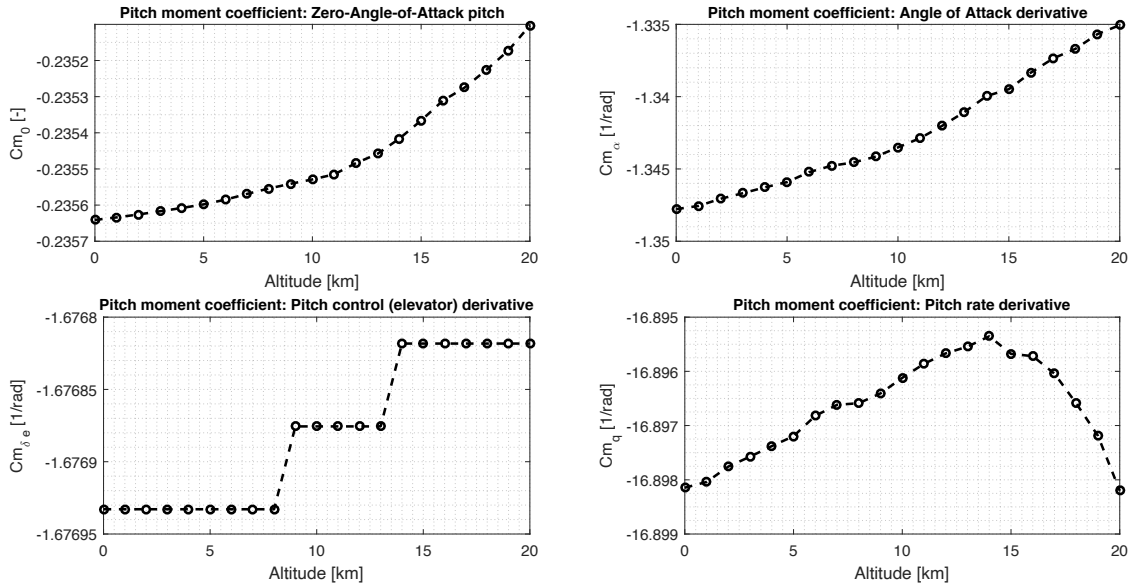 Pitch moment coefficient: Zero-Angle-of-Attack pitch
-0.2352
-0.2353
-0.2354
-0.2355
-0.2356
-0.2357
Cm0 [-]
0 5 10 15 20
Altitude [km]
Pitch moment coefficient: Angle of Attack derivative
-1.335
-1.34
-1.345
-1.35
Cmα [1/rad]
0 5 10 15 20
Altitude [km]
Pitch moment coefficient: Pitch control (elevator) derivative
-1.6768
-1.67685
-1.6769
-1.67695
Cmδ e [1/rad]
0 5 10 15 20
Altitude [km]
Pitch moment coefficient: Pitch rate derivative
-16.895
-16.896
-16.897
-16.898
-16.899
Cmq [1/rad]
0 5 10 15 20
Altitude [km]